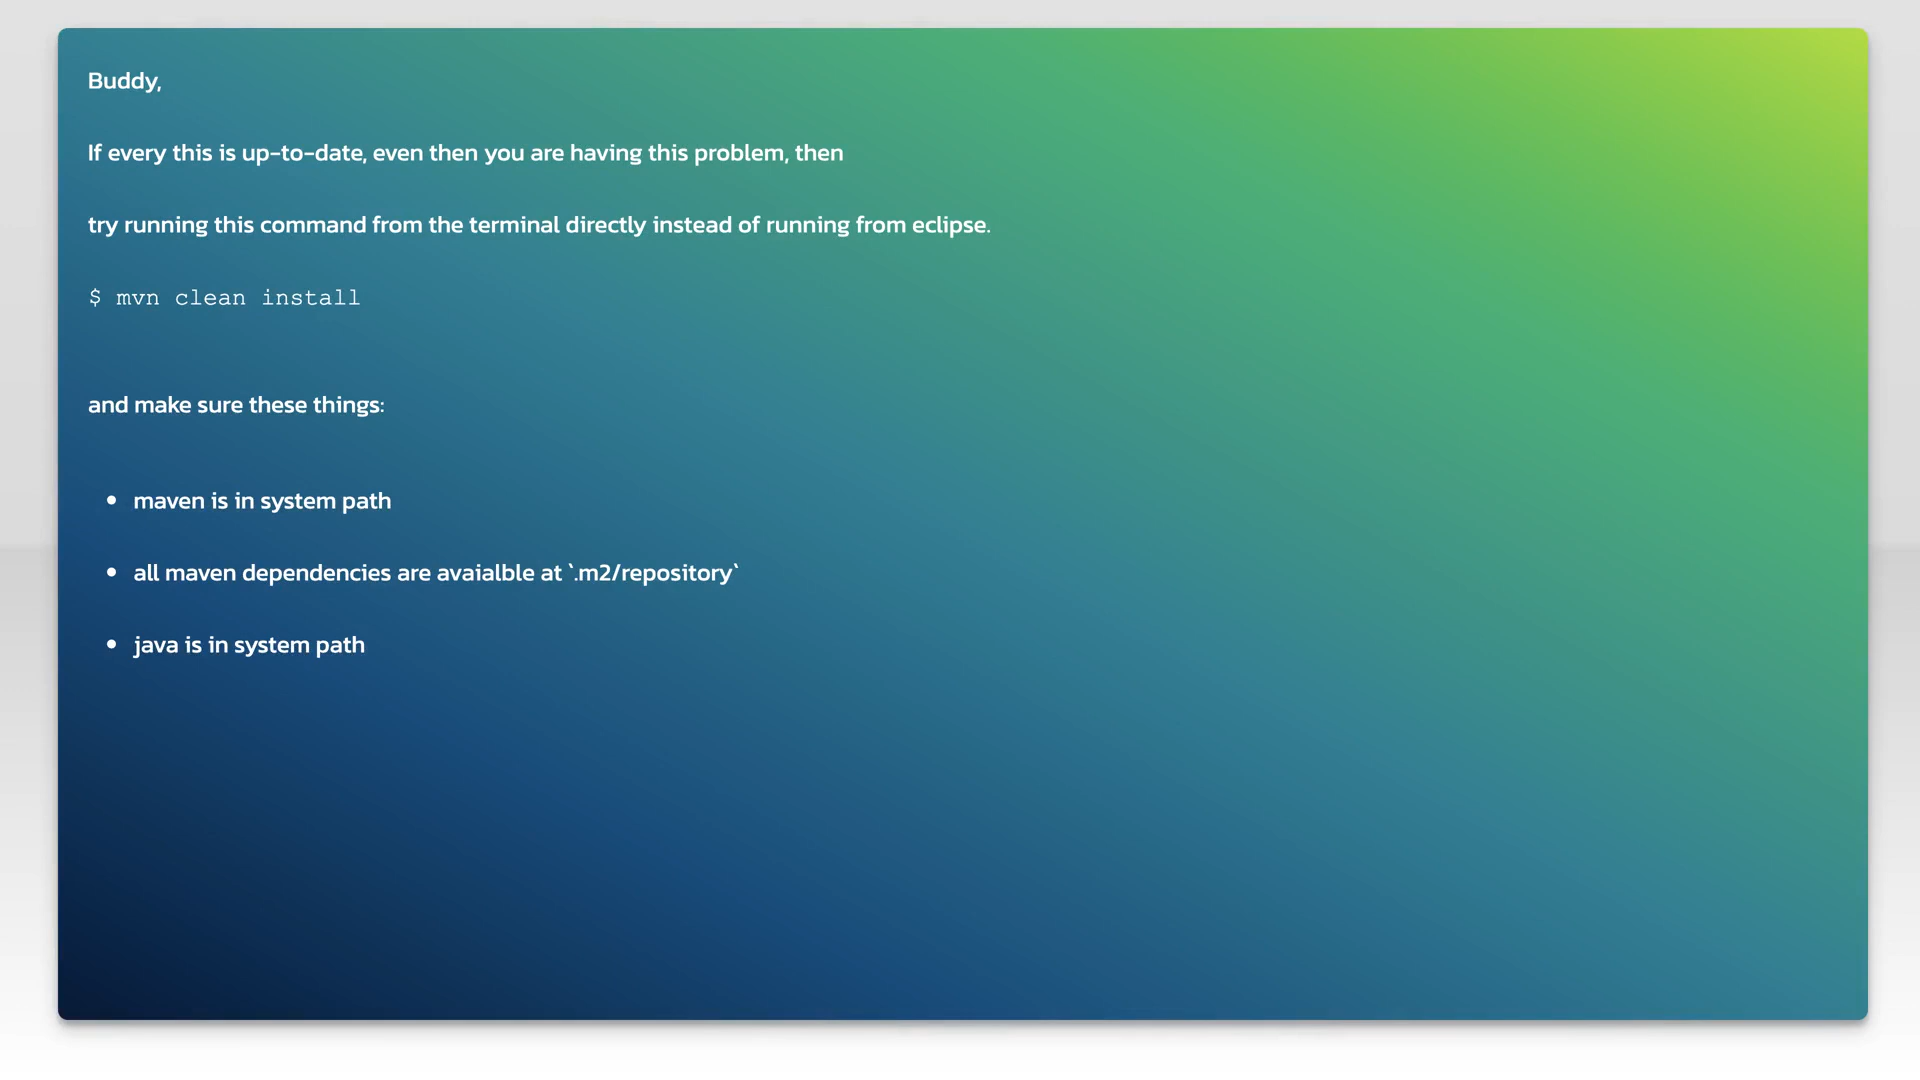 Buddy,
If every this is up-to-date, even then you are having this problem, then
try running this command from the terminal directly instead of running from eclipse.
$ mvn clean install
and make sure these things:
• maven is in system path
• all maven dependencies are avaialble at `.m2/repository`
• java is in system path